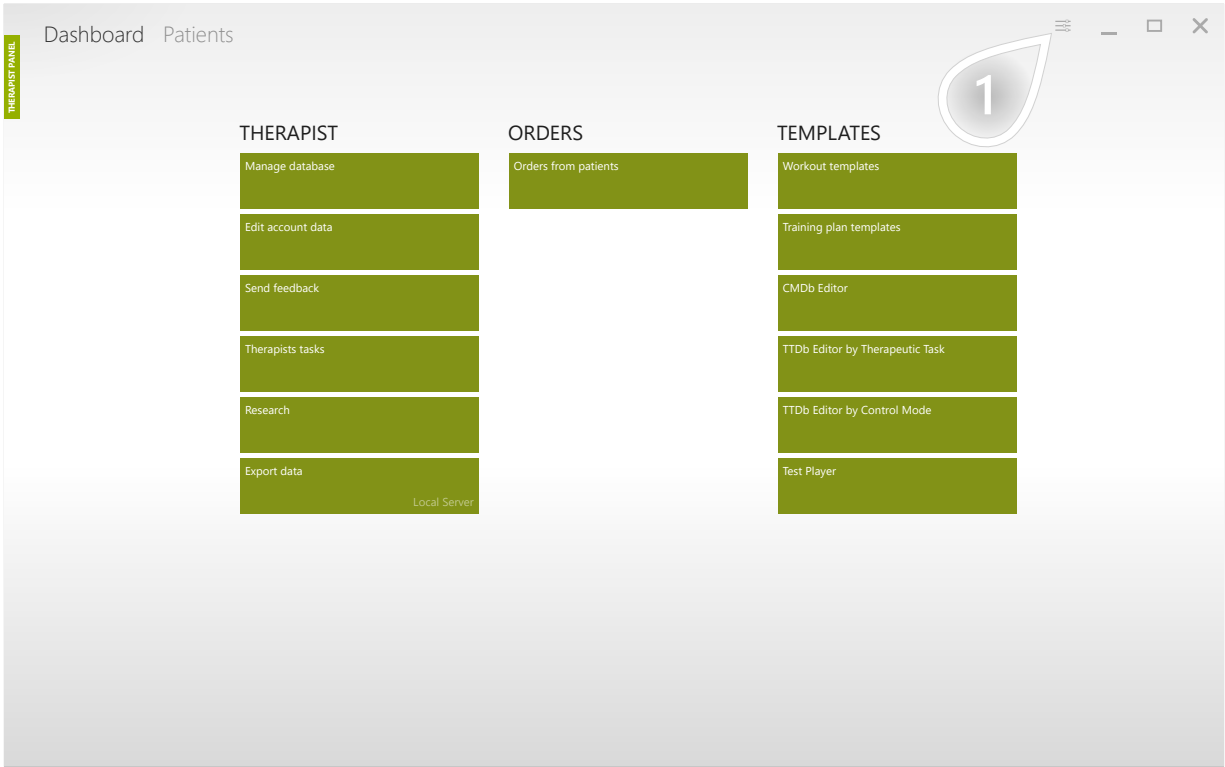 Dashboard Patients
THERAPIST PANEL
1
THERAPIST
Manage database
Edit account data
Send feedback
Therapists tasks
Research
Export data
Local Server
ORDERS
Orders from patients
TEMPLATES
Workout templates
Training plan templates
CMDb Editor
TTDb Editor by Therapeutic Task
TTDb Editor by Control Mode
Test Player